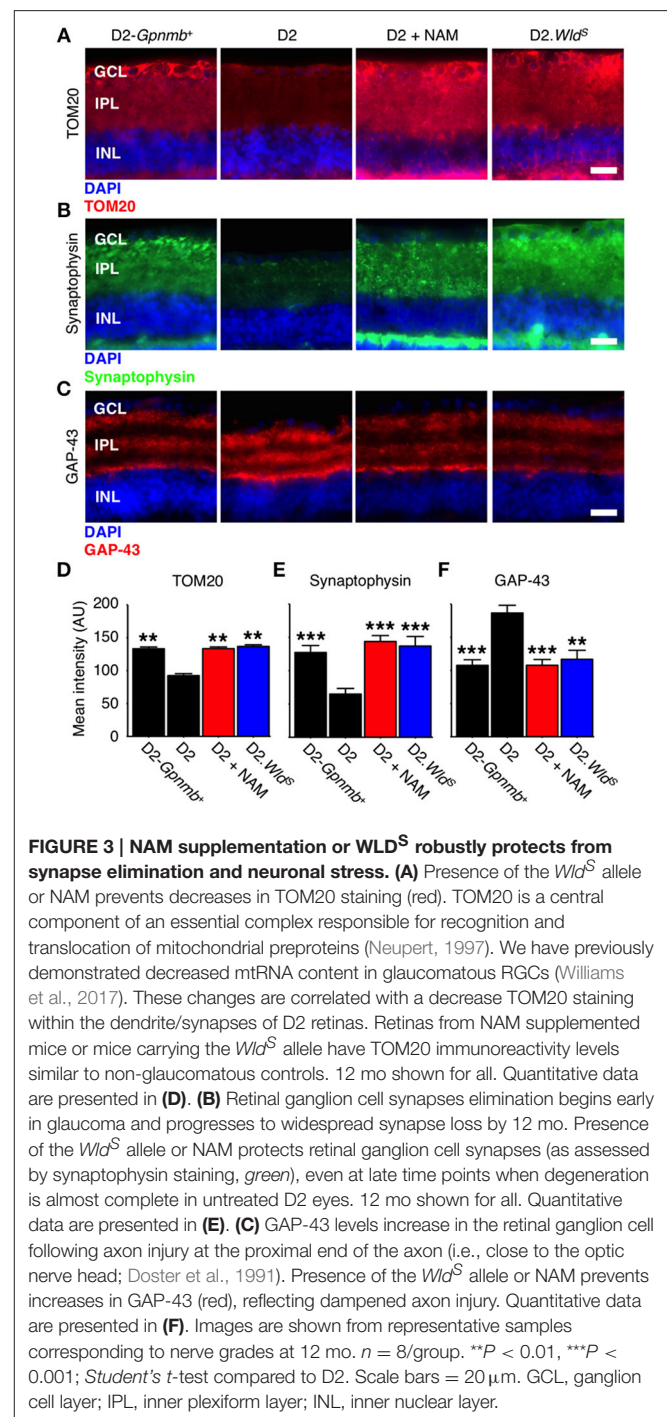 A
D2-Gpnmb+
D2
D2 + NAM
D2.WldS
TOM20
GCL
IPL
INL
DAPI
TOM20
B
Synaptophysin
GCL
IPL
INL
DAPI
Synaptophysin
C
GAP-43
GCL
IPL
INL
DAPI
GAP-43
D
TOM20
E
Synaptophysin
F
GAP-43
Mean intensity (AU)
200
150
100
50
0
**
**
**
***
***
***
***
***
**
D2-Gpnmb+
D2
D2 + NAM
D2.WldS
D2-Gpnmb+
D2
D2 + NAM
D2.WldS
D2-Gpnmb+
D2
D2 + NAM
D2.WldS
FIGURE 3 | NAM supplementation or WLDS robustly protects from
synapse elimination and neuronal stress. (A) Presence of the WldS allele
or NAM prevents decreases in TOM20 staining (red). TOM20 is a central
component of an essential complex responsible for recognition and
translocation of mitochondrial preproteins (Neupert, 1997). We have previously
demonstrated decreased mtRNA content in glaucomatous RGCs (Williams
et al., 2017). These changes are correlated with a decrease TOM20 staining
within the dendrite/synapses of D2 retinas. Retinas from NAM supplemented
mice or mice carrying the WldS allele have TOM20 immunoreactivity levels
similar to non-glaucomatous controls. 12 mo shown for all. Quantitative data
are presented in (D). (B) Retinal ganglion cell synapses elimination begins early
in glaucoma and progresses to widespread synapse loss by 12 mo. Presence
of the WldS allele or NAM protects retinal ganglion cell synapses (as assessed
by synaptophysin staining, green), even at late time points when degeneration
is almost complete in untreated D2 eyes. 12 mo shown for all. Quantitative
data are presented in (E). (C) GAP-43 levels increase in the retinal ganglion cell
following axon injury at the proximal end of the axon (i.e., close to the optic
nerve head; Doster et al., 1991). Presence of the WldS allele or NAM prevents
increases in GAP-43 (red), reflecting dampened axon injury. Quantitative data
are presented in (F). Images are shown from representative samples
corresponding to nerve grades at 12 mo. n = 8/group. **P < 0.01, ***P <
0.001; Student's t-test compared to D2. Scale bars = 20 μm. GCL, ganglion
cell layer; IPL, inner plexiform layer; INL, inner nuclear layer.